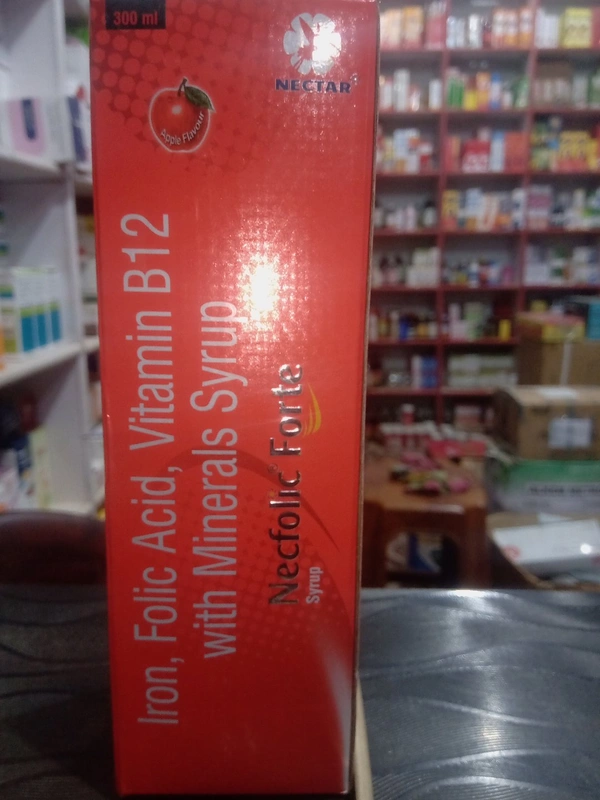 300 ml
NECTAR
Apple Flavour
Iron, Folic Acid, Vitamin B12
with Minerals Syrup
Necfolic Forte
Syrup